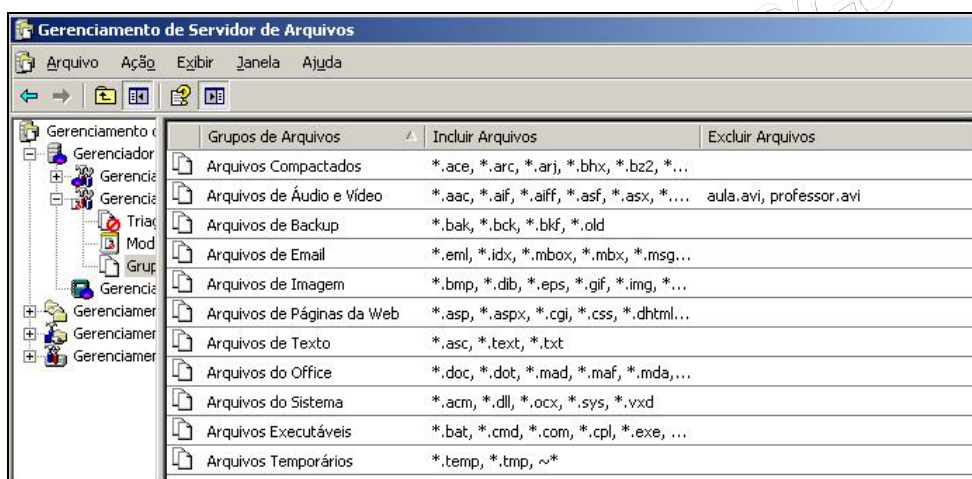 Gerenciamento de Servidor de Arquivos
Arquivo Ação Exibir Janela Ajuda
Gerenciamento
Gerenciador
Gerencia
Gerencia
Triag
Mod
Grup
Gerencia
Gerenciamer
Gerenciamer
Gerenciamer
Grupos de Arquivos Incluir Arquivos Excluir Arquivos
Arquivos Compactados *.ace, *.arc, *.arj, *.bhx, *.bz2, *...
Arquivos de Áudio e Vídeo *.aac, *.aif, *.aiff, *.asf, *.asx, *.... aula.avi, professor.avi
Arquivos de Backup *.bak, *.bck, *.bkf, *.old
Arquivos de Email *.eml, *.idx, *.mbox, *.mbx, *.msg...
Arquivos de Imagem *.bmp, *.dib, *.eps, *.gif, *.img, *...
Arquivos de Páginas da Web *.asp, *.aspx, *.cgi, *.css, *.dhtml...
Arquivos de Texto *.asc, *.text, *.txt
Arquivos do Office *.doc, *.dot, *.mad, *.maf, *.mda,...
Arquivos do Sistema *.acm, *.dll, *.ocx, *.sys, *.vxd
Arquivos Executáveis *.bat, *.cmd, *.com, *.cpl, *.exe, ...
Arquivos Temporários *.temp, *.tmp, ~*